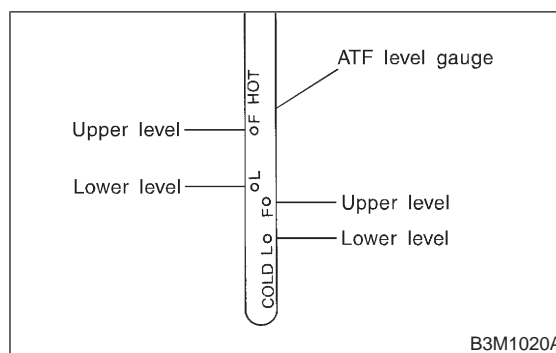 ATF level gauge
F HOT
Upper level
L
Lower level
F
Upper level
COLD L
Lower level
B3M1020A